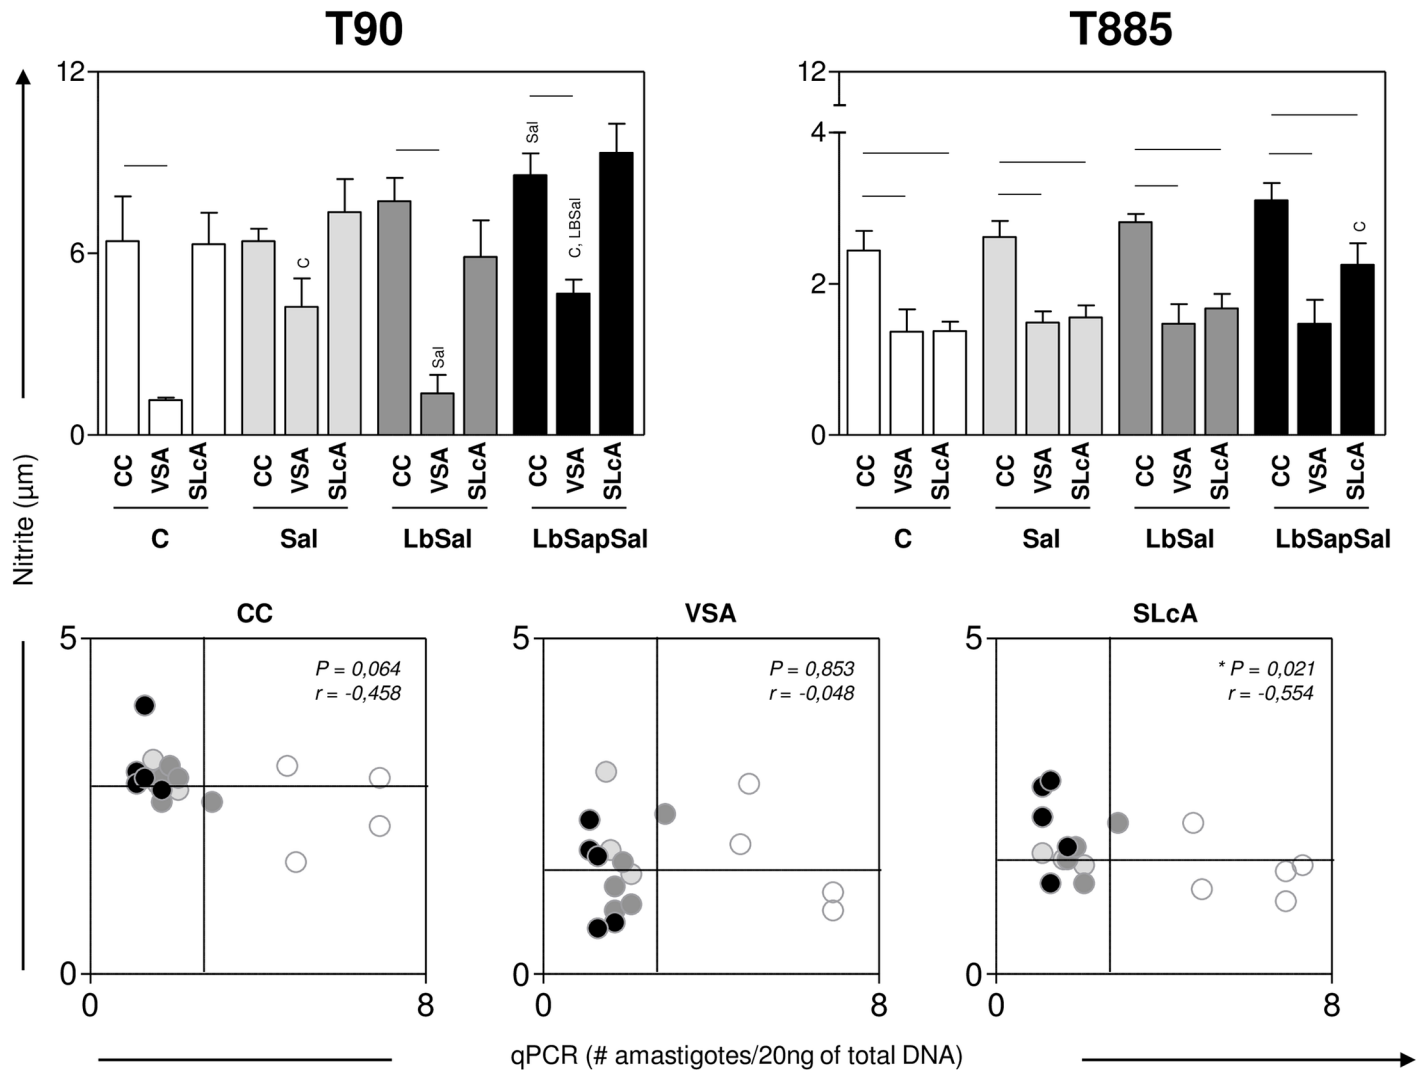 T90
T885
12
6
0
Sal
C
Sal
C, LBSal
CC
VSA
SLcA
CC
VSA
SLcA
CC
VSA
SLcA
CC
VSA
SLcA
C
Sal
LbSal
LbSapSal
12
4
2
0
C
CC
VSA
SLcA
CC
VSA
SLcA
CC
VSA
SLcA
CC
VSA
SLcA
C
Sal
LbSal
LbSapSal
Nitrite (µm)
CC
5
P = 0,064
r = -0,458
0
0
8
VSA
5
P = 0,853
r = -0,048
0
0
8
SLcA
5
* P = 0,021
r = -0,554
0
0
8
qPCR (# amastigotes/20ng of total DNA)